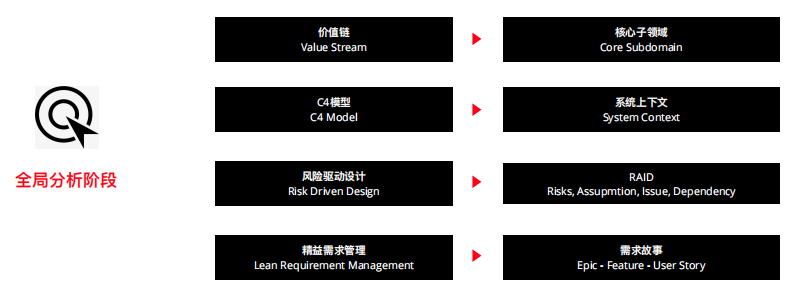 价值链
Value Stream
核心子领域
Core Subdomain
C4模型
C4 Model
系统上下文
System Context
全局分析阶段
风险驱动设计
Risk Driven Design
RAID
Risks, Assupmtion, Issue, Dependency
精益需求管理
Lean Requirement Management
需求故事
Epic - Feature - User Story